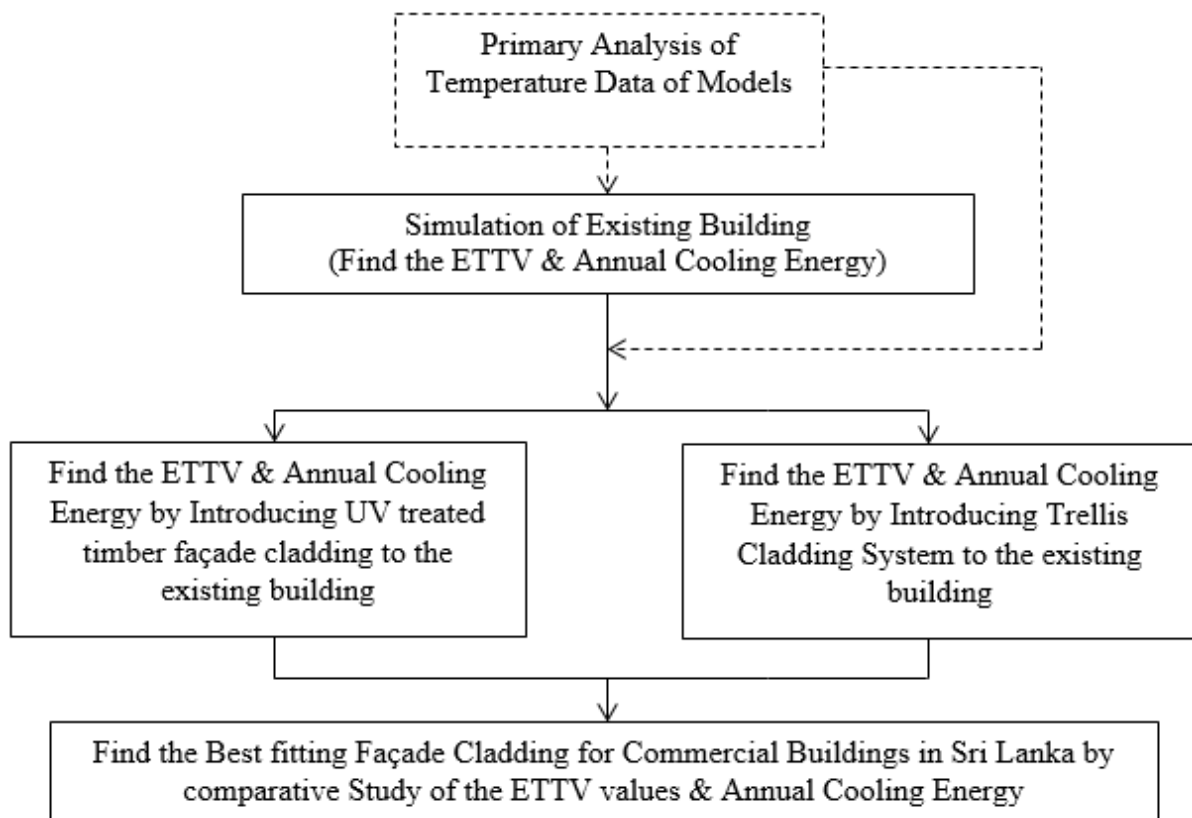 Primary Analysis of
Temperature Data of Models
Simulation of Existing Building
(Find the ETTV & Annual Cooling Energy)
Find the ETTV & Annual Cooling
Energy by Introducing UV treated
timber façade cladding to the
existing building
Find the ETTV & Annual Cooling
Energy by Introducing Trellis
Cladding System to the existing
building
Find the Best fitting Façade Cladding for Commercial Buildings in Sri Lanka by
comparative Study of the ETTV values & Annual Cooling Energy